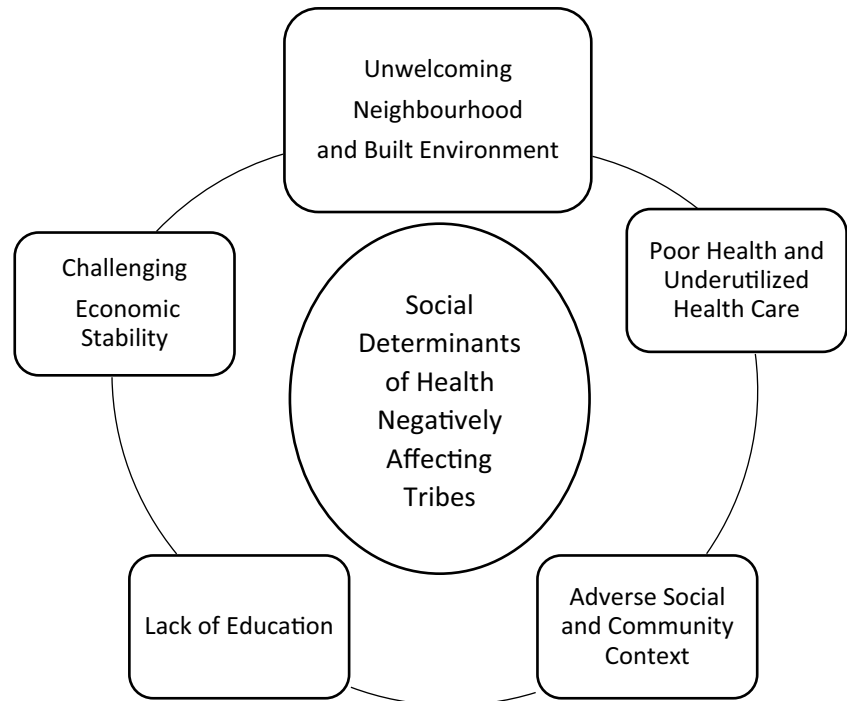 Unwelcoming
Neighbourhood
and Built Environment
Poor Health and
Underutilized
Health Care
Adverse Social
and Community
Context
Lack of Education
Challenging
Economic
Stability
Social
Determinants
of Health
Negatively
Affecting
Tribes